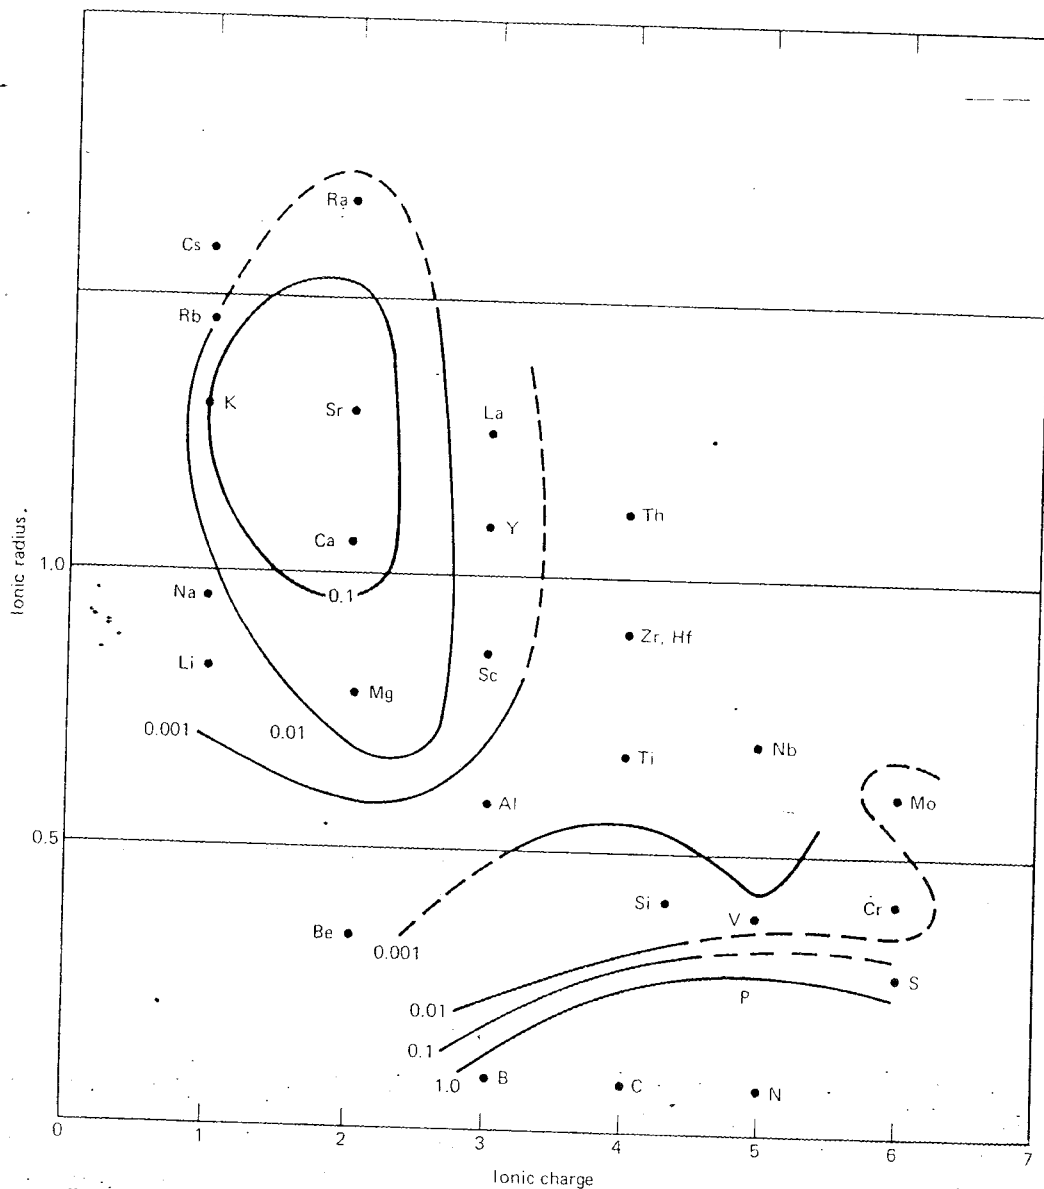 Ra
Cs
Rb
K
Sr
La
Ca
Y
Th
1.0
Na
0.1
Zr, Hf
Li
Sc
Mg
0.001
0.01
Ti
Nb
Al
Mo
0.5
Si
V
Cr
Be
0.001
S
P
0.01
0.1
B
1.0
C
N
0
1
2
3
4
5
6
7
Ionic charge
Ionic radius,